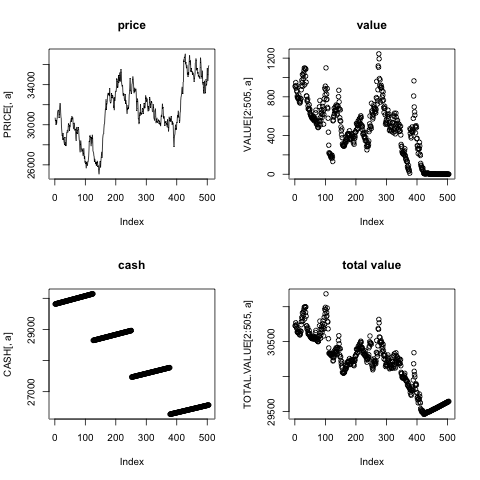 price
PRICE[, a]
26000 30000 34000
0 100 200 300 400 500
Index
value
VALUE[2:505, a]
0 400 800 1200
0 100 200 300 400 500
Index
cash
CASH[, a]
27000 29000
0 100 200 300 400 500
Index
total value
TOTAL.VALUE[2:505, a]
29500 30500
0 100 200 300 400 500
Index